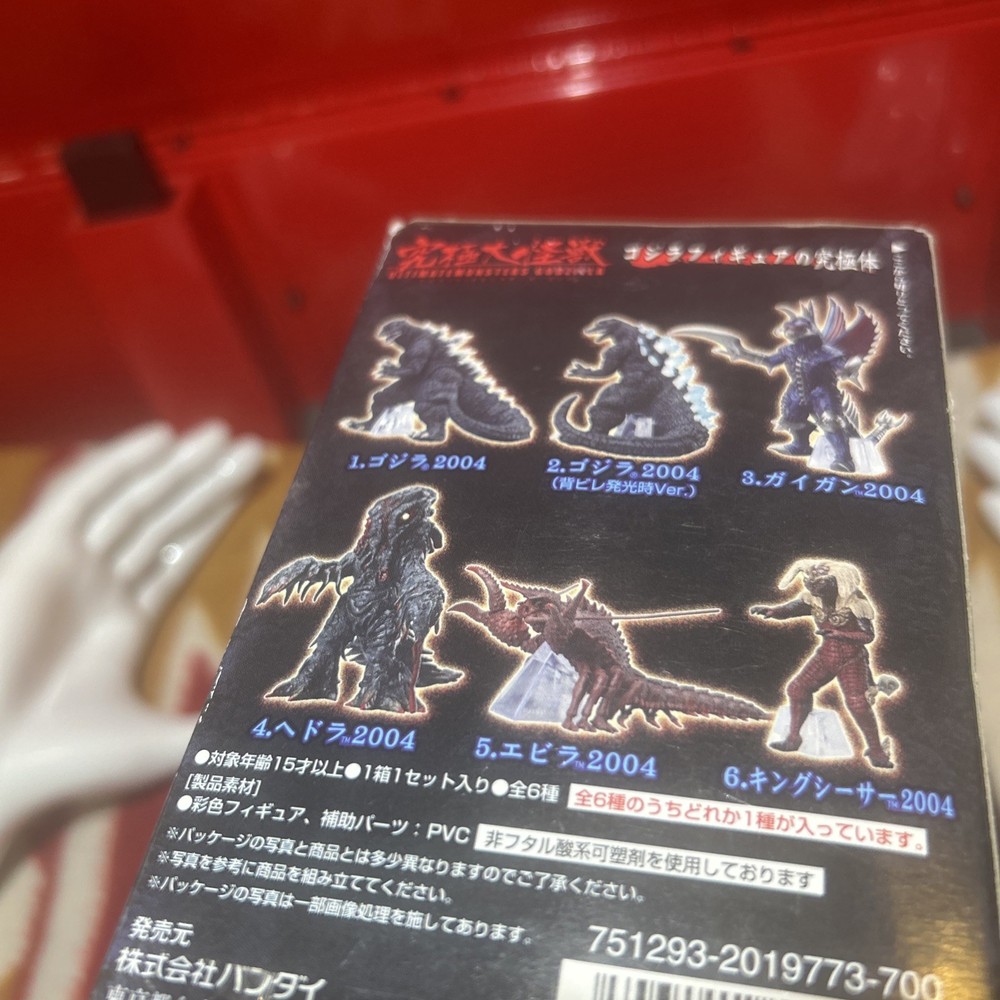 究極大怪獣
ULTIMATE MONSTERS GODZILLA
ゴジラフィギュアの究極体
1.ゴジラ®2004
2.ゴジラ®2004
(背ビレ発光時Ver.)
3.ガイガン™2004
4.ヘドラ™2004
5.エビラ™2004
6.キングシーサー™2004
●対象年齢15才以上●1箱1セット入り●全6種
全6種のうちどれか1種が入っています。
[製品素材]
●彩色フィギュア、補助パーツ:PVC
非フタル酸系可塑剤を使用しております
※パッケージの写真と商品とは多少異なりますのでご了承ください。
※写真を参考に商品を組み立ててください。
※パッケージの写真は一部画像処理を施してあります。
発売元
株式会社バンダイ
751293-2019773-700